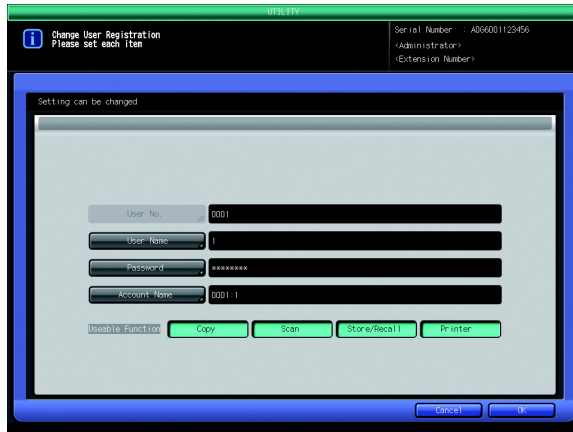 UTILITY
Change User Registration
Please set each item
Serial Number : A0G6001123456
<Administrator>
<Extension Number>
Setting can be changed
User No. 0001
User Name 1
Password ********
Account Name 0001:1
Useable Function Copy Scan Store/Recall Printer
Cancel OK